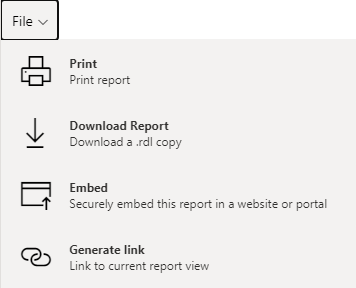 File
Print
Print report
Download Report
Download a .rdl copy
Embed
Securely embed this report in a website or portal
Generate link
Link to current report view